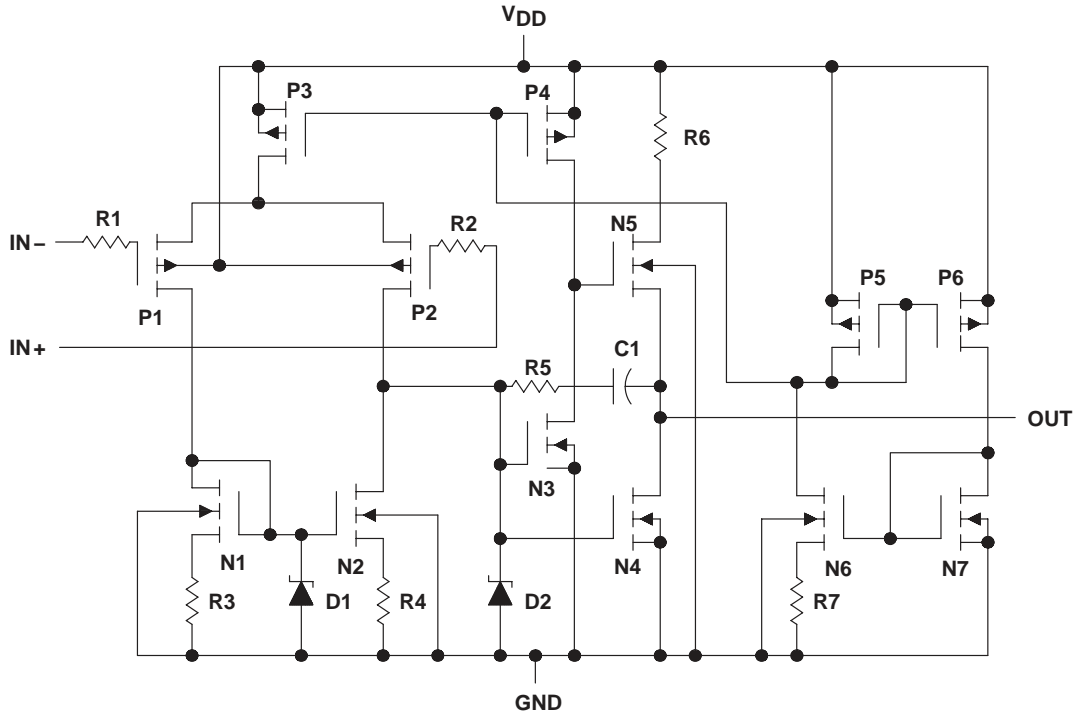 VDD
P3
P4
R6
R1
R2
N5
IN−
P5
P6
P1
P2
IN+
R5
C1
OUT
N3
N1
N2
N4
N6
N7
R3
D1
R4
D2
R7
GND